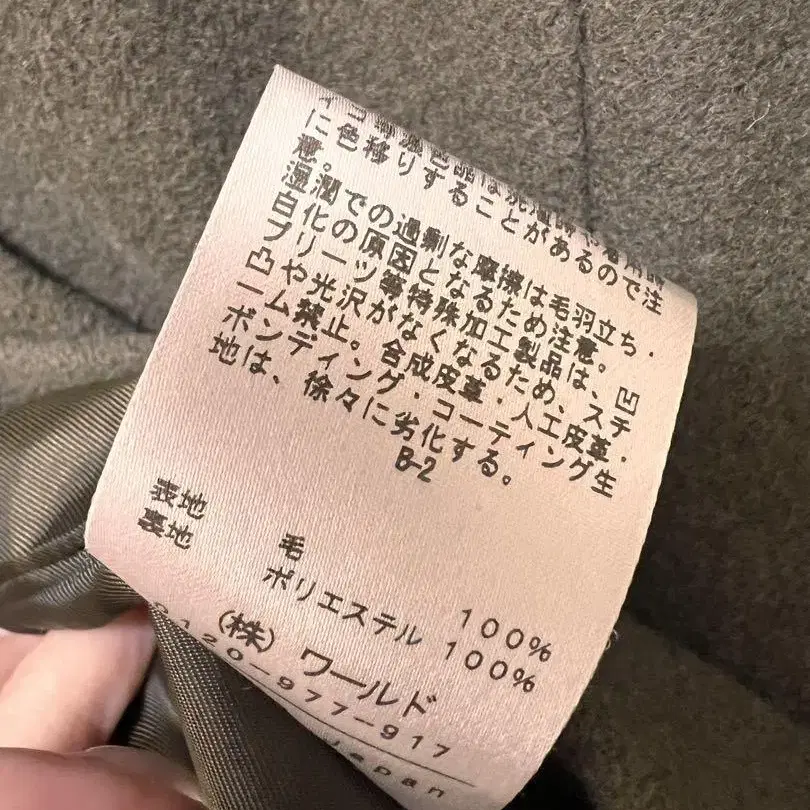 に色移りすることがあるので注
意。
湿潤での過剰な摩擦は毛羽立ち・
白化の原因となるため注意。
プリーツ等特殊加工製品は、凹
凸や光沢がなくなるため、スチ
ーム禁止。合成皮革・人工皮革・
ボンディング・コーティング生
地は、徐々に劣化する。
B-2
表地 毛 100%
裏地 ポリエステル 100%
(株) ワールド
0120-977-917
Japan